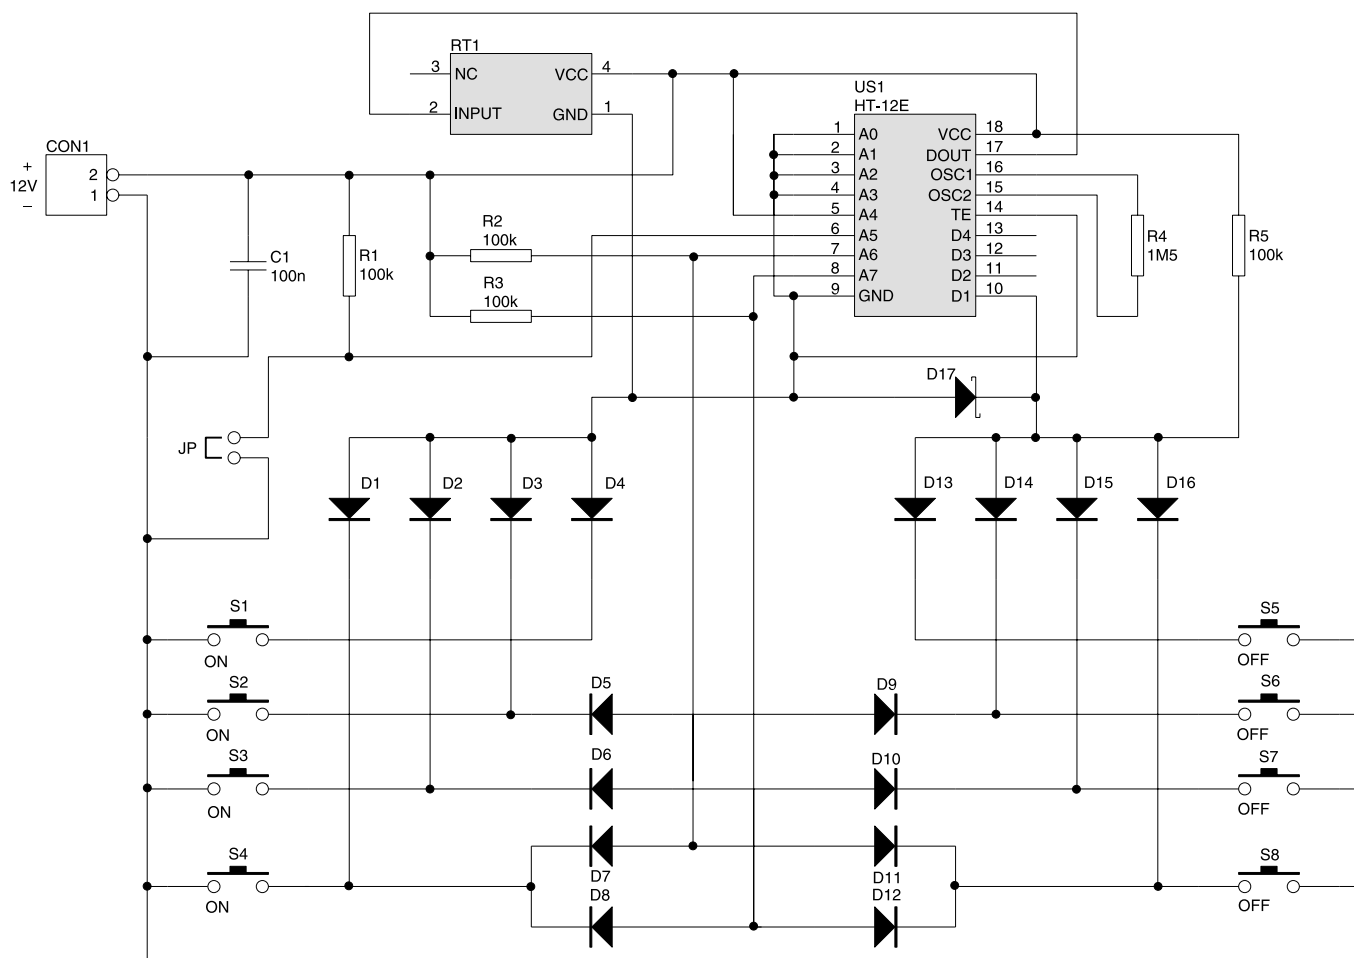 RT1
3 NC VCC 4
2 INPUT GND 1
US1
HT-12E
1 A0 VCC 18
2 A1 DOUT 17
3 A2 OSC1 16
4 A3 OSC2 15
5 A4 TE 14
6 A5 D4 13
7 A6 D3 12
8 A7 D2 11
9 GND D1 10
CON1
+
12V
–
2
1
C1
100n
R1
100k
R2
100k
R3
100k
R4
1M5
R5
100k
D17
JP
D1 D2 D3 D4 D13 D14 D15 D16
S1
ON
S5
OFF
S2
ON
D5 D9
S6
OFF
S3
ON
D6 D10
S7
OFF
S4
ON
D7 D11
D8 D12
S8
OFF